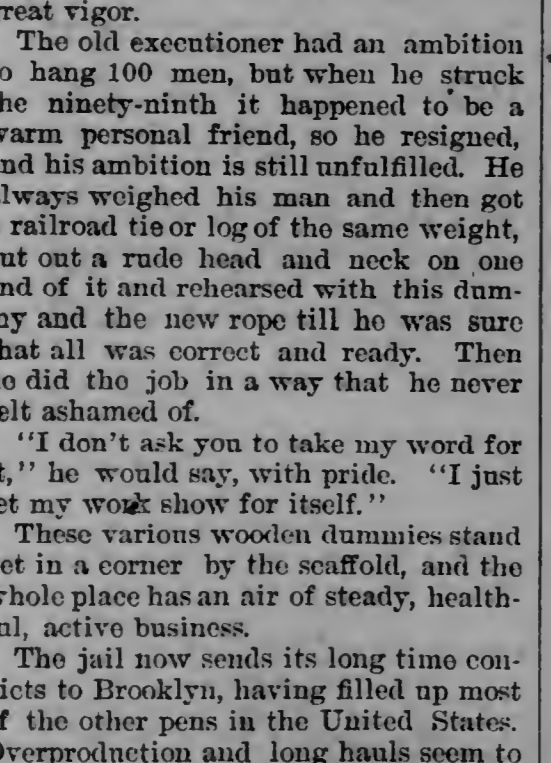 reat vigor.
The old executioner had an ambition
o hang 100 men, but when he struck
he ninety-ninth it happened to be a
varm personal friend, so he resigned,
nd his ambition is still unfulfilled. He
lways weighed his man and then got
railroad tie or log of the same weight,
ut out a rude head and neck on one
nd of it and rehearsed with this dum-
ny and the new rope till he was sure
hat all was correct and ready. Then
e did the job in a way that he never
elt ashamed of.
"I don't ask you to take my word for
t," he would say, with pride. "I just
et my work show for itself."
These various wooden dummies stand
et in a corner by the scaffold, and the
vhole place has an air of steady, health-
ul, active business.
The jail now sends its long time con-
icts to Brooklyn, having filled up most
f the other pens in the United States.
Overproduction and long hauls seem to